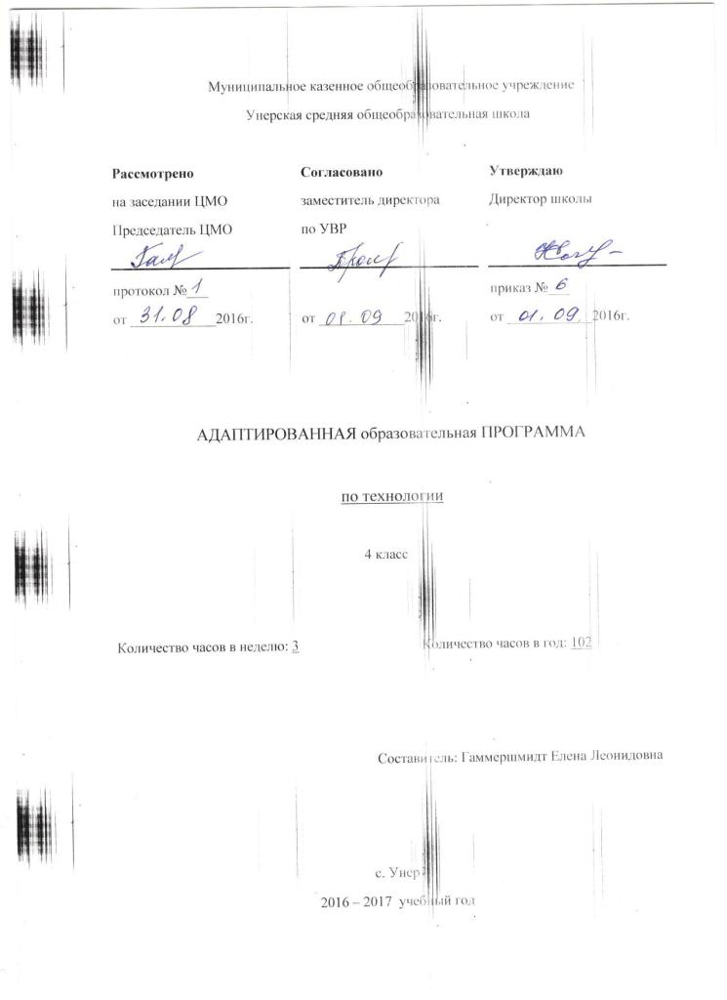 Муниципальное казенное общеобразовательное учреждение
Унерская средняя общеобразовательная школа
Рассмотрено Согласовано Утверждаю
на заседании ЦМО заместитель директора Директор школы
Председатель ЦМО по УВР
протокол № 1 приказ № 6
от 31.08 2016г. от 01.09 2016г. от 01.09. 2016г.
АДАПТИРОВАННАЯ образовательная ПРОГРАММА
по технологии
4 класс
Количество часов в неделю: 3 Количество часов в год: 102
Составитель: Гаммершмидт Елена Леонидовна
с. Унер
2016 – 2017 учебный год